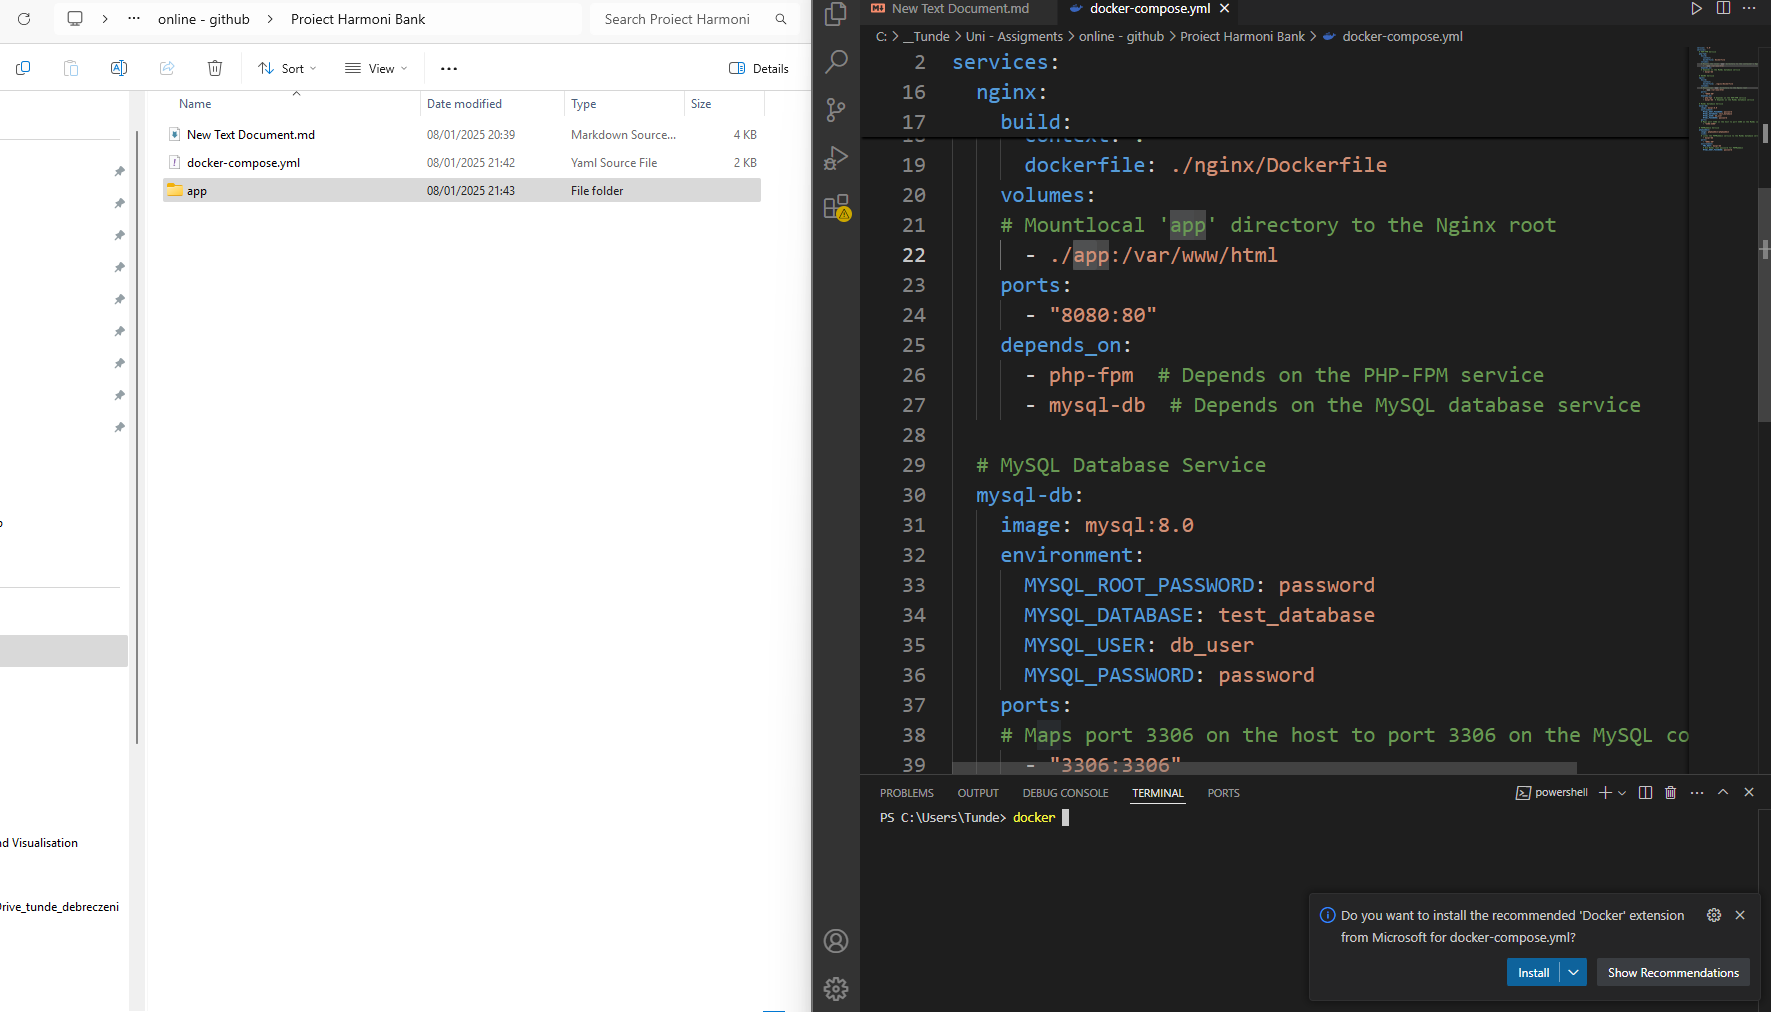 online - github
Proiect Harmoni Bank
Search Proiect Harmoni
Sort
View
Details
Name
Date modified
Type
Size
New Text Document.md
08/01/2025 20:39
Markdown Source...
4 KB
docker-compose.yml
08/01/2025 21:42
Yaml Source File
2 KB
app
08/01/2025 21:43
File folder
d Visualisation
rive_tunde_debreczeni
New Text Document.md
docker-compose.yml
C: > __Tunde > Uni - Assigments > online - github > Proiect Harmoni Bank > docker-compose.yml
2 services:
16 nginx:
17 build:
18 context: .
19 dockerfile: ./nginx/Dockerfile
20 volumes:
21 # Mountlocal 'app' directory to the Nginx root
22 - ./app:/var/www/html
23 ports:
24 - "8080:80"
25 depends_on:
26 - php-fpm # Depends on the PHP-FPM service
27 - mysql-db # Depends on the MySQL database service
28
29 # MySQL Database Service
30 mysql-db:
31 image: mysql:8.0
32 environment:
33 MYSQL_ROOT_PASSWORD: password
34 MYSQL_DATABASE: test_database
35 MYSQL_USER: db_user
36 MYSQL_PASSWORD: password
37 ports:
38 # Maps port 3306 on the host to port 3306 on the MySQL co
39 - "3306:3306"
PROBLEMS
OUTPUT
DEBUG CONSOLE
TERMINAL
PORTS
powershell
PS C:\Users\Tunde> docker
Do you want to install the recommended 'Docker' extension
from Microsoft for docker-compose.yml?
Install
Show Recommendations